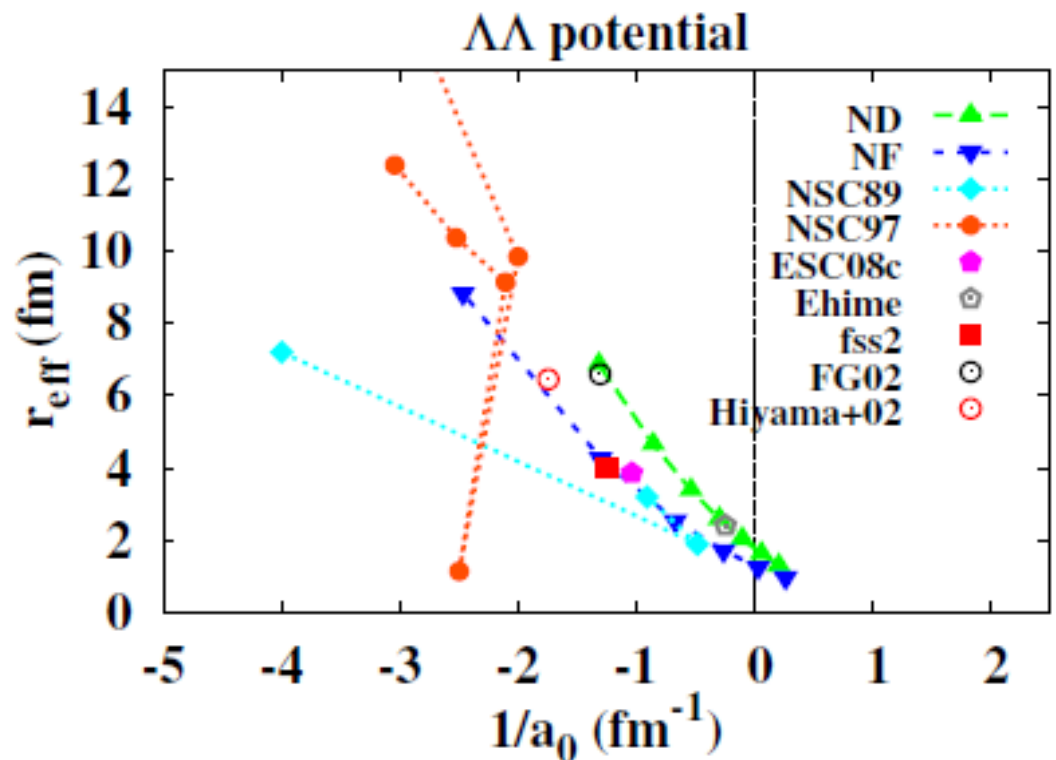 ΛΛ potential
r_eff (fm)
14
12
10
8
6
4
2
0
ND
NF
NSC89
NSC97
ESC08c
Ehime
fss2
FG02
Hiyama+02
-5 -4 -3 -2 -1 0 1 2
1/a₀ (fm⁻¹)